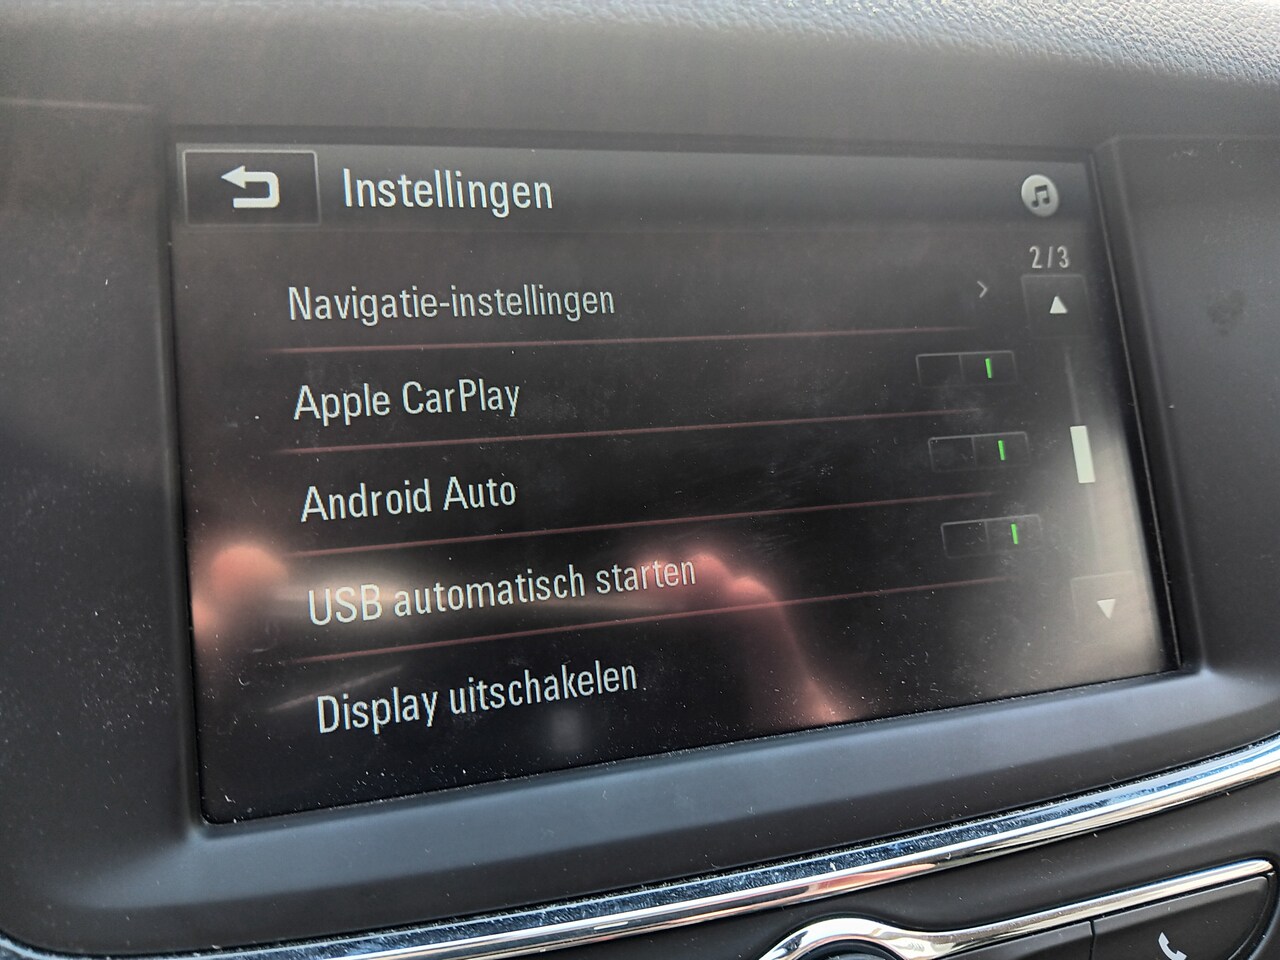 Instellingen
2/3
Navigatie-instellingen
Apple CarPlay
Android Auto
USB automatisch starten
Display uitschakelen